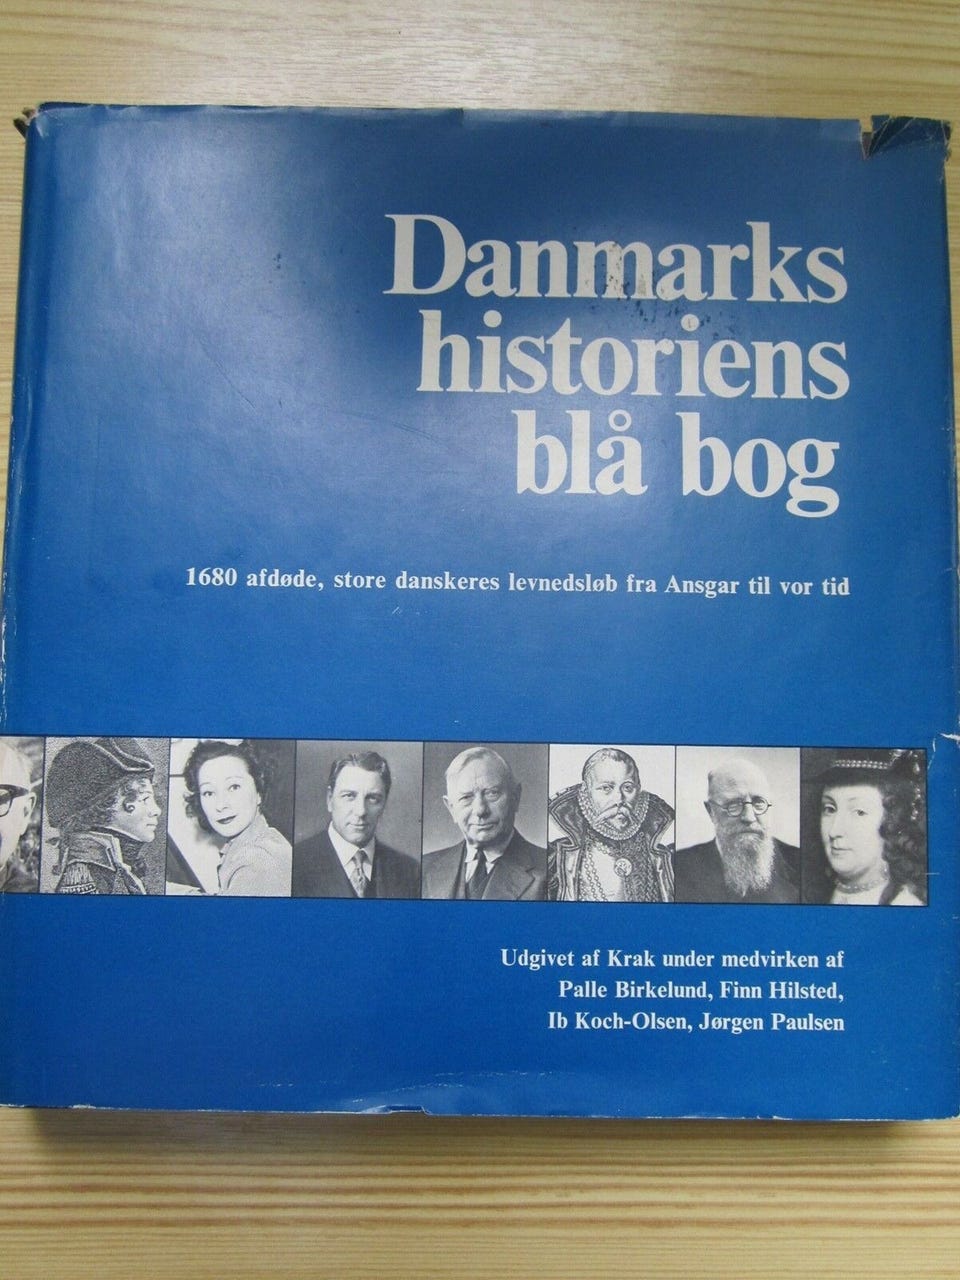 Danmarks
historiens
blå bog
1680 afdøde, store danskeres levnedsløb fra Ansgar til vor tid
Udgivet af Krak under medvirken af
Palle Birkelund, Finn Hilsted,
Ib Koch-Olsen, Jørgen Paulsen